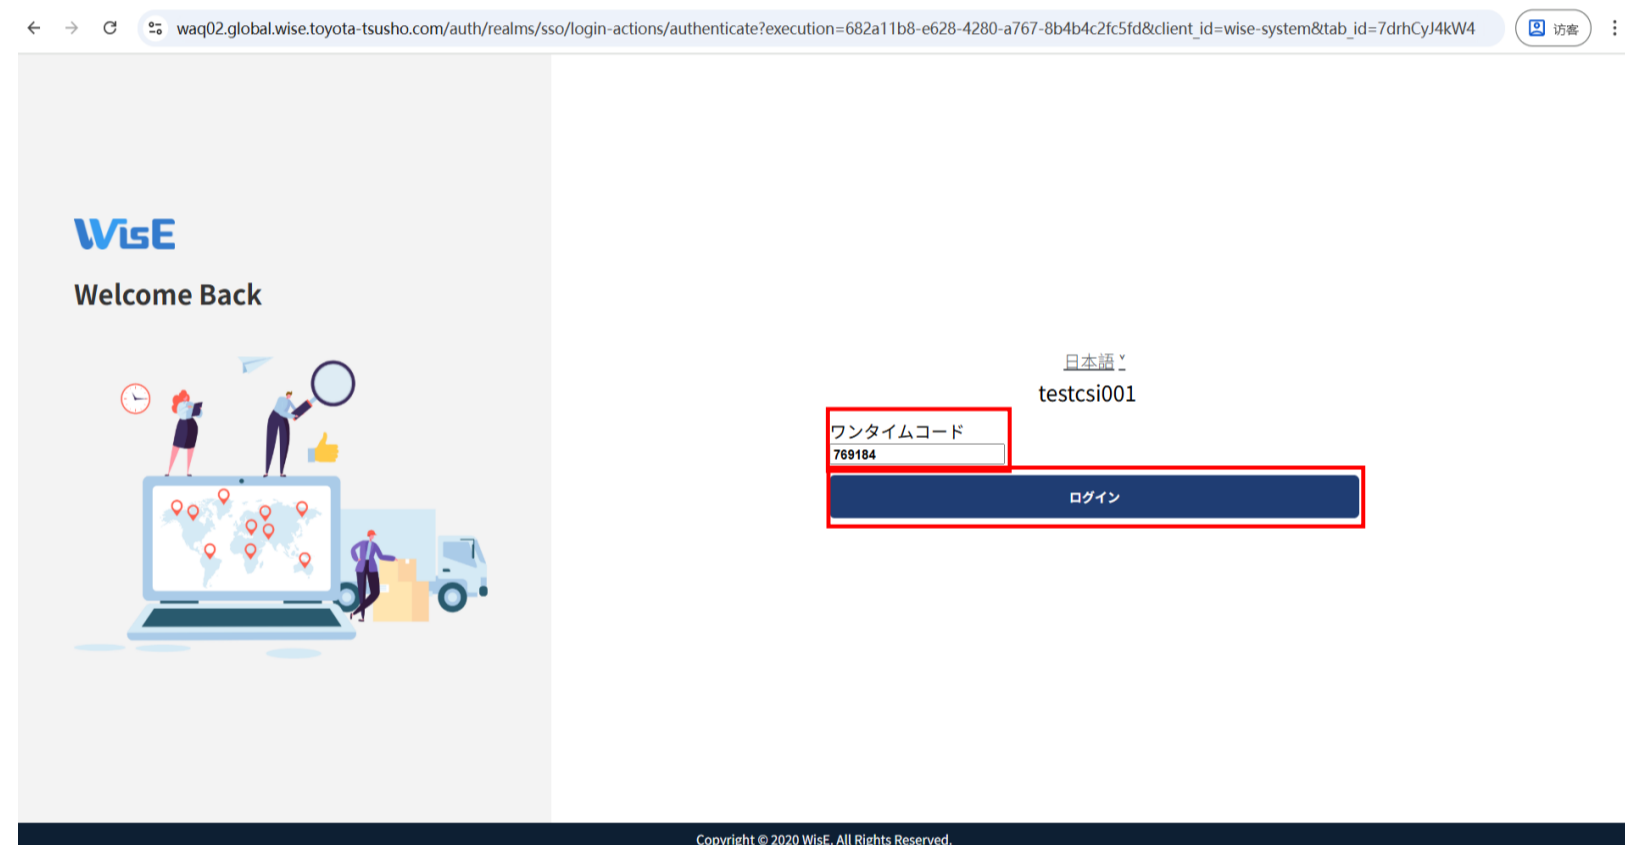 waq02.global.wise.toyota-tsusho.com/auth/realms/sso/login-actions/authenticate?execution=682a11b8-e628-4280-a767-8b4b4c2fc5fd&client_id=wise-system&tab_id=7drhCyJ4kW4
访客
WisE
Welcome Back
日本語
testcsi001
ワンタイムコード
769184
ログイン
Copyright © 2020 WisE. All Rights Reserved.